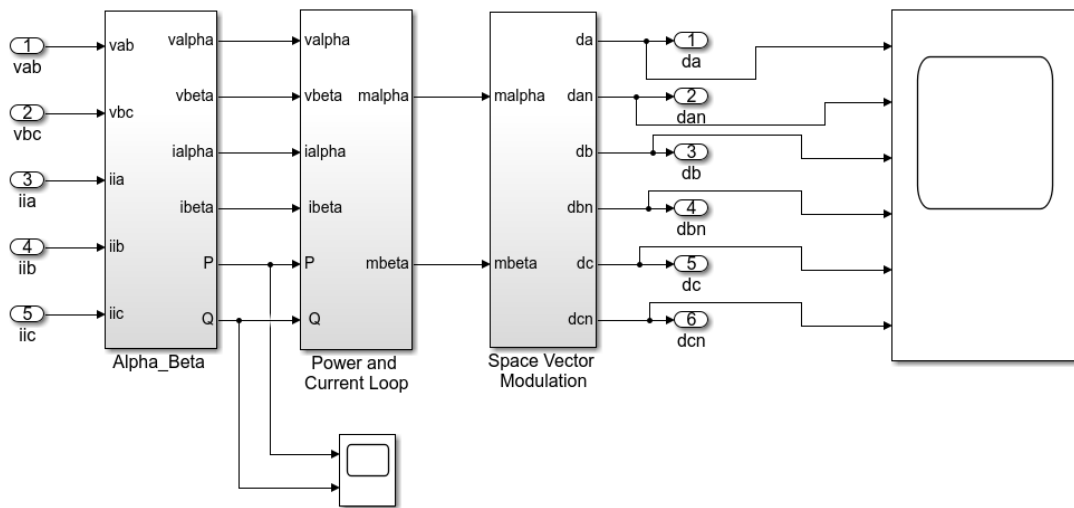 1
vab
2
vbc
3
iia
4
iib
5
iic
vab
vbc
iia
iib
iic
valpha
vbeta
ialpha
ibeta
P
Q
Alpha_Beta
valpha
vbeta
ialpha
ibeta
P
Q
malpha
mbeta
Power and
Current Loop
malpha
mbeta
da
dan
db
dbn
dc
dcn
Space Vector
Modulation
1
da
2
dan
3
db
4
dbn
5
dc
6
dcn